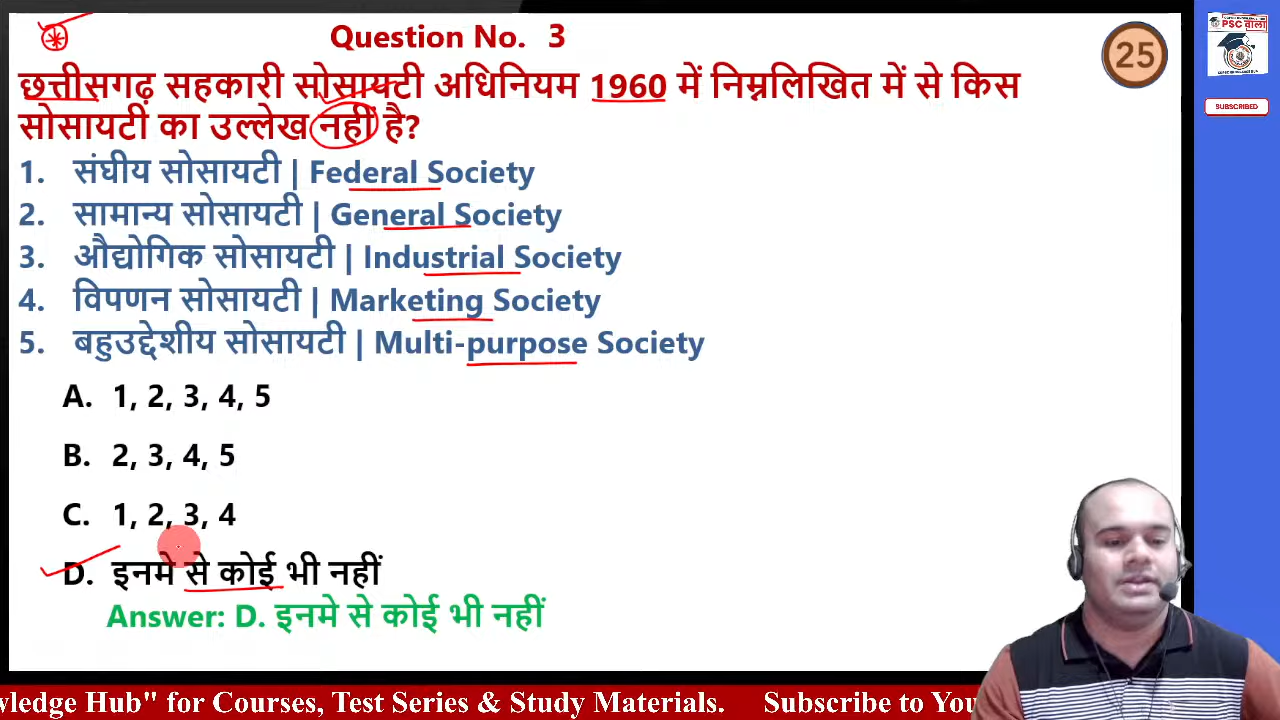 Question No. 3
25
छत्तीसगढ़ सहकारी सोसायटी अधिनियम 1960 में निम्नलिखित में से किस
सोसायटी का उल्लेख नहीं है?
1. संघीय सोसायटी | Federal Society
2. सामान्य सोसायटी | General Society
3. औद्योगिक सोसायटी | Industrial Society
4. विपणन सोसायटी | Marketing Society
5. बहुउद्देशीय सोसायटी | Multi-purpose Society
A. 1, 2, 3, 4, 5
B. 2, 3, 4, 5
C. 1, 2, 3, 4
D. इनमे से कोई भी नहीं
Answer: D. इनमे से कोई भी नहीं
PSC वाला
SUBSCRIBED
wledge Hub" for Courses, Test Series & Study Materials. Subscribe to You